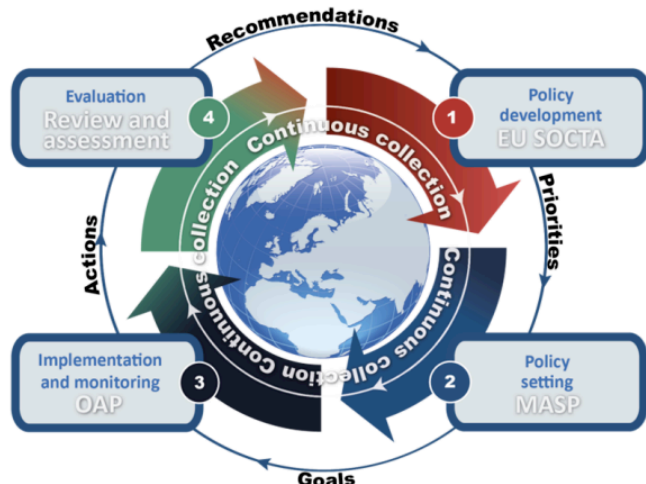 Recommendations
Evaluation
Review and
assessment
4
Continuous collection
1
Policy
development
EU SOCTA
Priorities
Continuous collection
2
Policy
setting
MASP
Goals
Continuous collection
3
Implementation
and monitoring
OAP
Actions